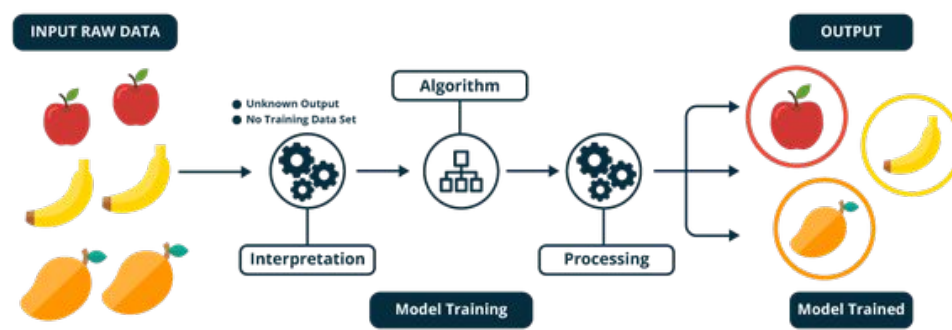 INPUT RAW DATA
OUTPUT
Algorithm
● Unknown Output
● No Training Data Set
Interpretation
Processing
Model Training
Model Trained